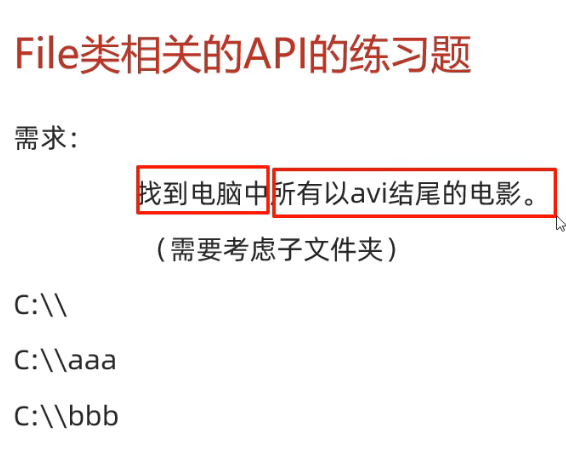 File类相关的API的练习题
需求：
找到电脑中所有以avi结尾的电影。
（需要考虑子文件夹）
C:\\
C:\\aaa
C:\\bbb